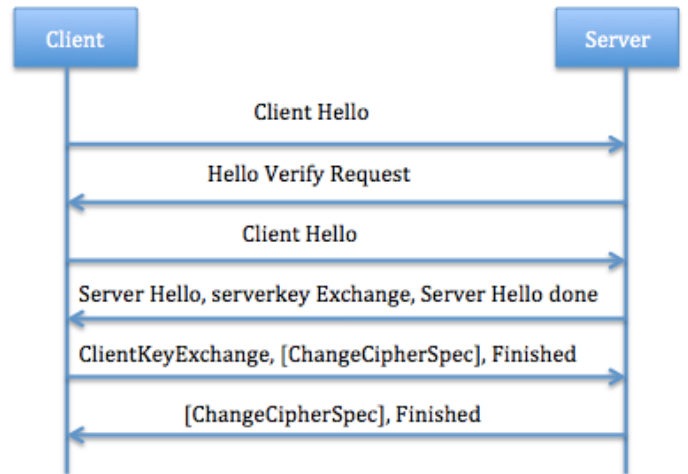 Client
Server
Client Hello
Hello Verify Request
Client Hello
Server Hello, serverkey Exchange, Server Hello done
ClientKeyExchange, [ChangeCipherSpec], Finished
[ChangeCipherSpec], Finished